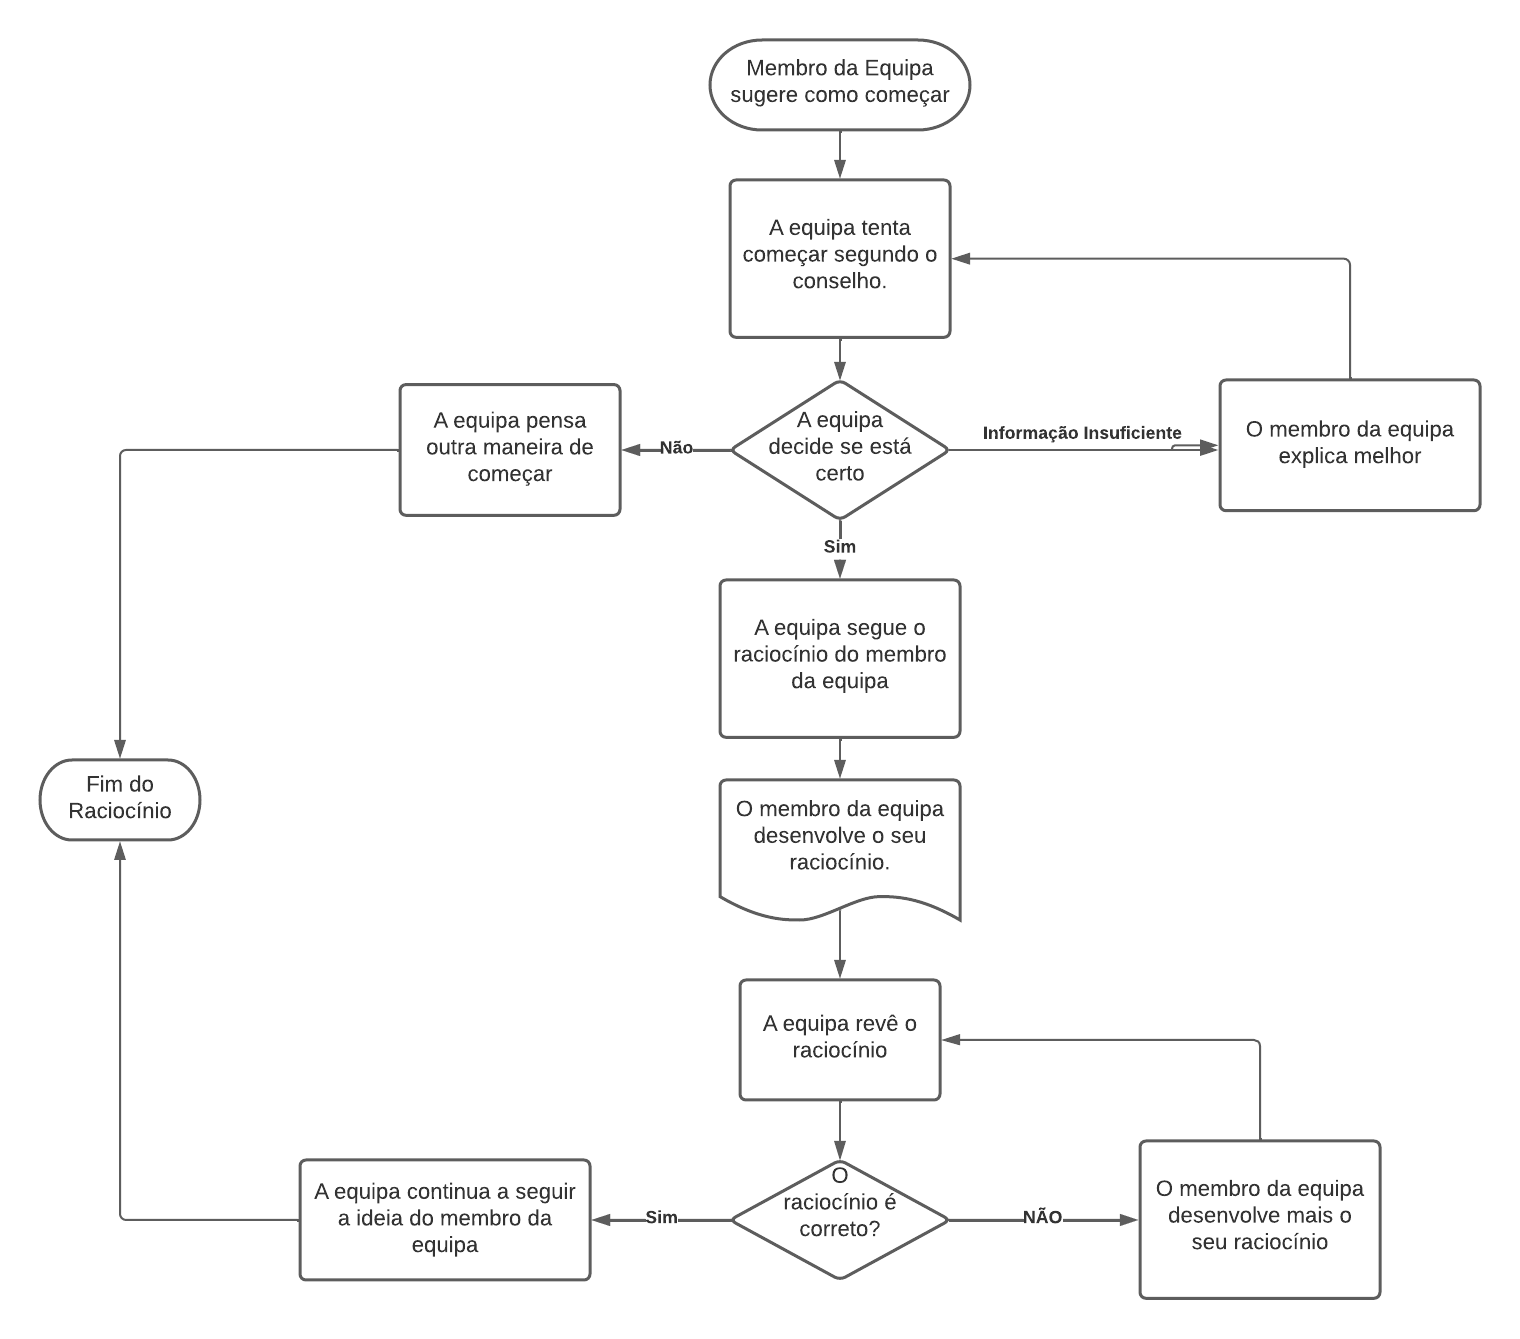 Membro da Equipa
sugere como começar
A equipa tenta
começar segundo o
conselho.
A equipa pensa
outra maneira de
começar
Não
A equipa
decide se está
certo
Informação Insuficiente
O membro da equipa
explica melhor
Sim
A equipa segue o
raciocínio do membro
da equipa
Fim do
Raciocínio
O membro da equipa
desenvolve o seu
raciocínio.
A equipa revê o
raciocínio
A equipa continua a seguir
a ideia do membro da
equipa
Sim
O
raciocínio é
correto?
NÃO
O membro da equipa
desenvolve mais o
seu raciocínio